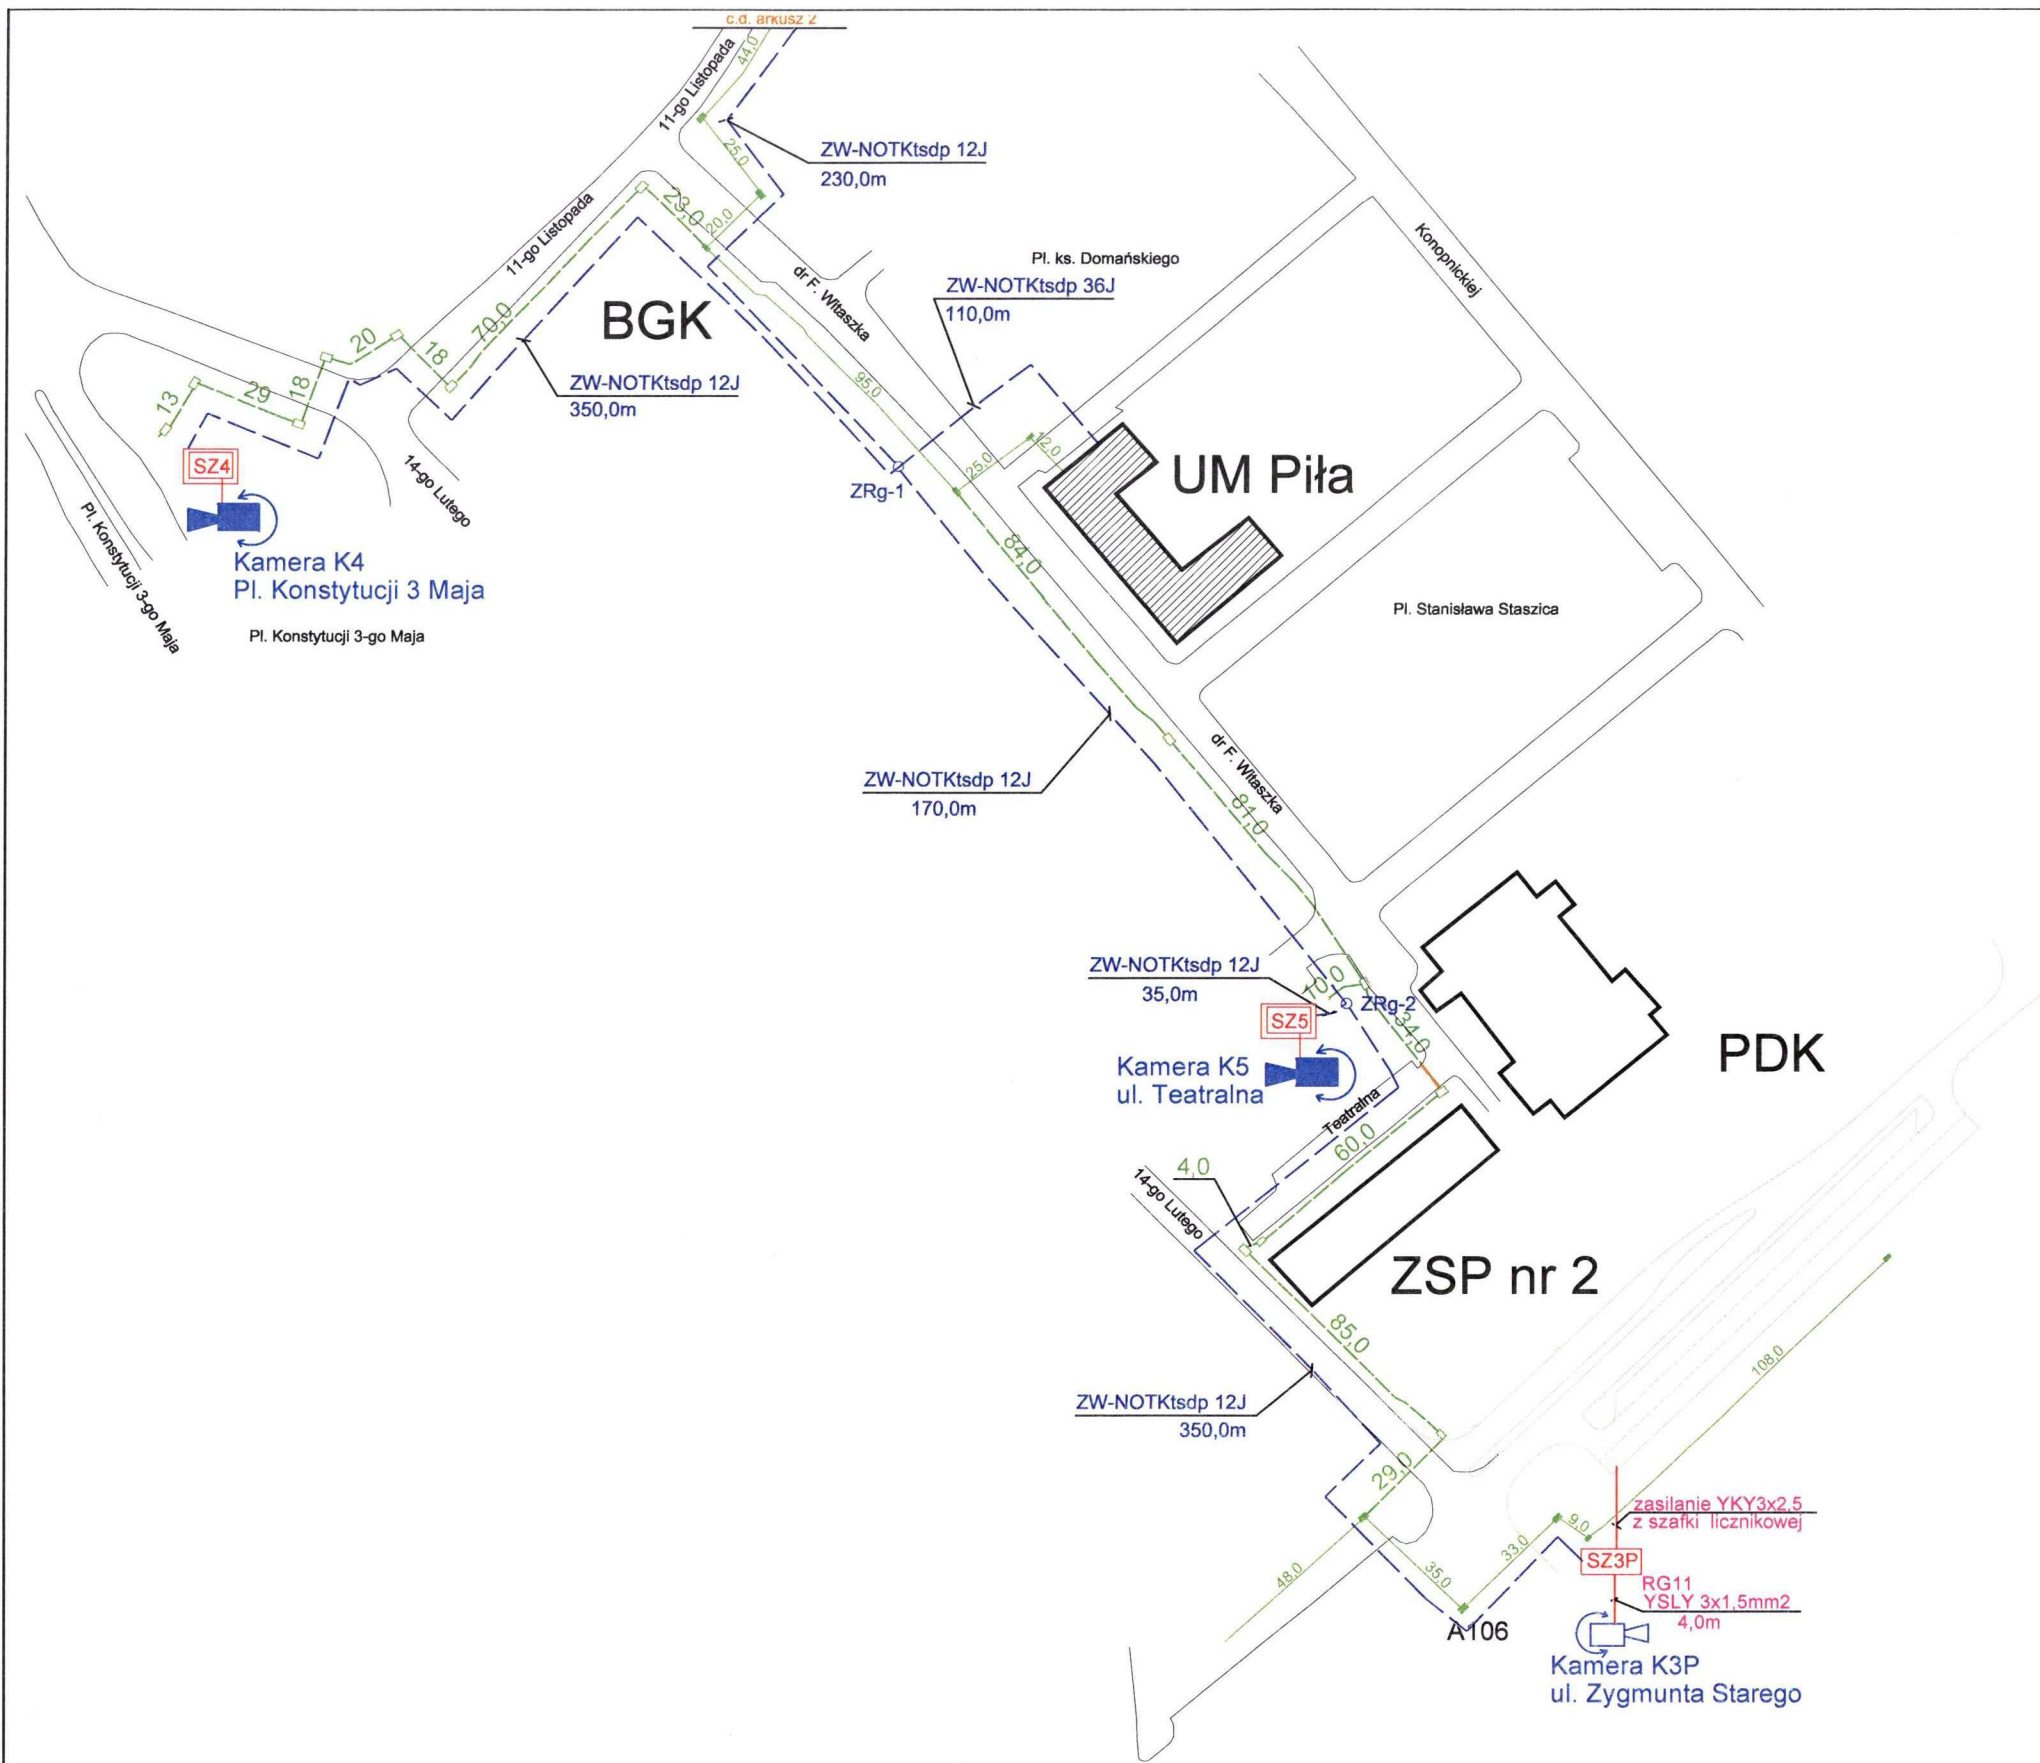 c.d. arkusz 2
44,0
11-go Listopada
ZW-NOTKtsdp 12J
230,0m
25,0
11-go Listopada
23,0
20,0
Konopnickiej
Pl. ks. Domańskiego
dr F. Witaszka
ZW-NOTKtsdp 36J
110,0m
BGK
70,0
20
18
ZW-NOTKtsdp 12J
350,0m
95,0
13
29
18
SZ4
14-go Lutego
25,0
12,0
UM Piła
ZRg-1
Pl. Konstytucji 3-go Maja
Kamera K4
Pl. Konstytucji 3 Maja
84,0
Pl. Stanisława Staszica
Pl. Konstytucji 3-go Maja
dr F. Witaszka
ZW-NOTKtsdp 12J
170,0m
81,0
ZW-NOTKtsdp 12J
35,0m
10,0
ZRg-2
SZ5
34,0
PDK
Kamera K5
ul. Teatralna
Teatralna
60,0
4,0
14-go Lutego
ZSP nr 2
85,0
108,0
ZW-NOTKtsdp 12J
350,0m
29,0
zasilanie YKY3x2,5
z szafki licznikowej
9,0
33,0
SZ3P
48,0
35,0
RG11
YSLY 3x1,5mm2
4,0m
A106
Kamera K3P
ul. Zygmunta Starego